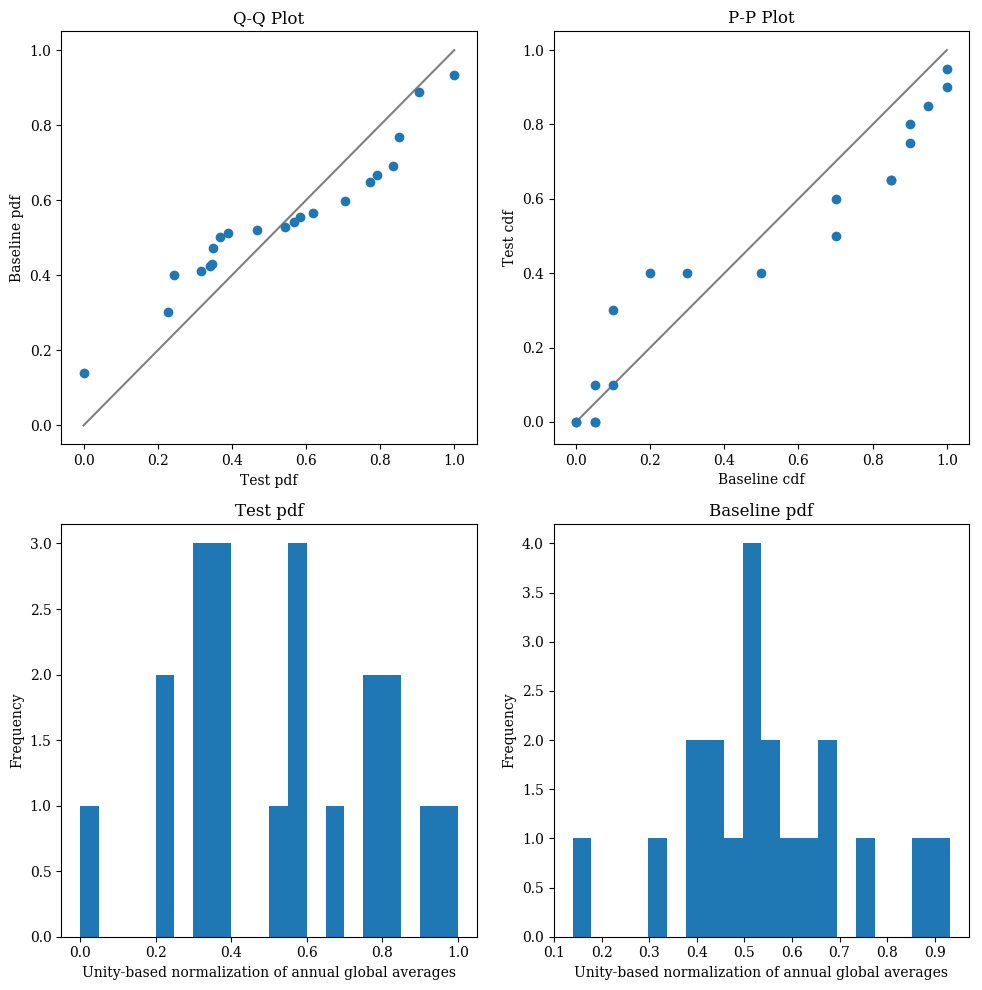 Q-Q Plot
1.0
0.8
0.6
0.4
0.2
0.0
Baseline pdf
0.0 0.2 0.4 0.6 0.8 1.0
Test pdf
P-P Plot
1.0
0.8
0.6
0.4
0.2
0.0
Test cdf
0.0 0.2 0.4 0.6 0.8 1.0
Baseline cdf
Test pdf
3.0
2.5
2.0
1.5
1.0
0.5
0.0
Frequency
0.0 0.2 0.4 0.6 0.8 1.0
Unity-based normalization of annual global averages
Baseline pdf
4.0
3.5
3.0
2.5
2.0
1.5
1.0
0.5
0.0
Frequency
0.1 0.2 0.3 0.4 0.5 0.6 0.7 0.8 0.9
Unity-based normalization of annual global averages